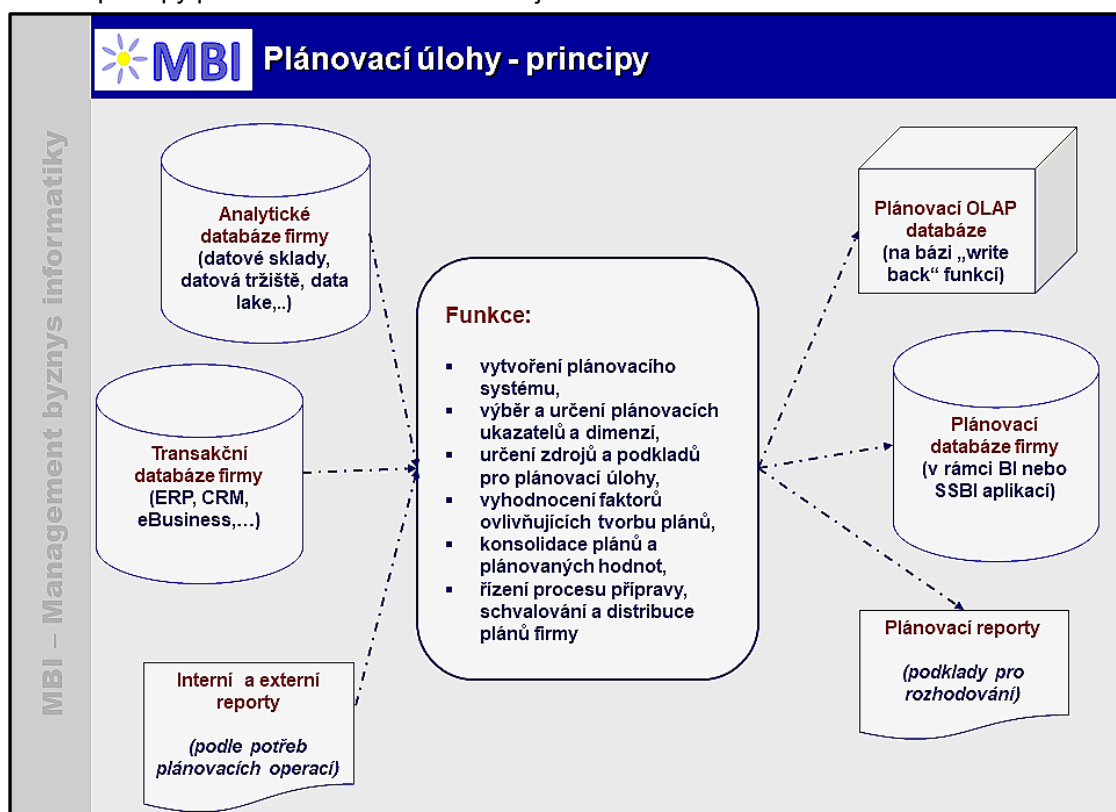 MBI
Plánovací úlohy - principy
MBI – Management byznys informatiky
Analytické
databáze firmy
(datové sklady,
datová tržiště, data
lake,..)
Transakční
databáze firmy
(ERP, CRM,
eBusiness,…)
Interní a externí
reporty
(podle potřeb
plánovacích operací)
Funkce:
▪ vytvoření plánovacího
systému,
▪ výběr a určení plánovacích
ukazatelů a dimenzí,
▪ určení zdrojů a podkladů
pro plánovací úlohy,
▪ vyhodnocení faktorů
ovlivňujících tvorbu plánů,
▪ konsolidace plánů a
plánovaných hodnot,
▪ řízení procesu přípravy,
schvalování a distribuce
plánů firmy
Plánovací OLAP
databáze
(na bázi „write
back“ funkcí)
Plánovací
databáze firmy
(v rámci BI nebo
SSBI aplikací)
Plánovací reporty
(podklady pro
rozhodování)